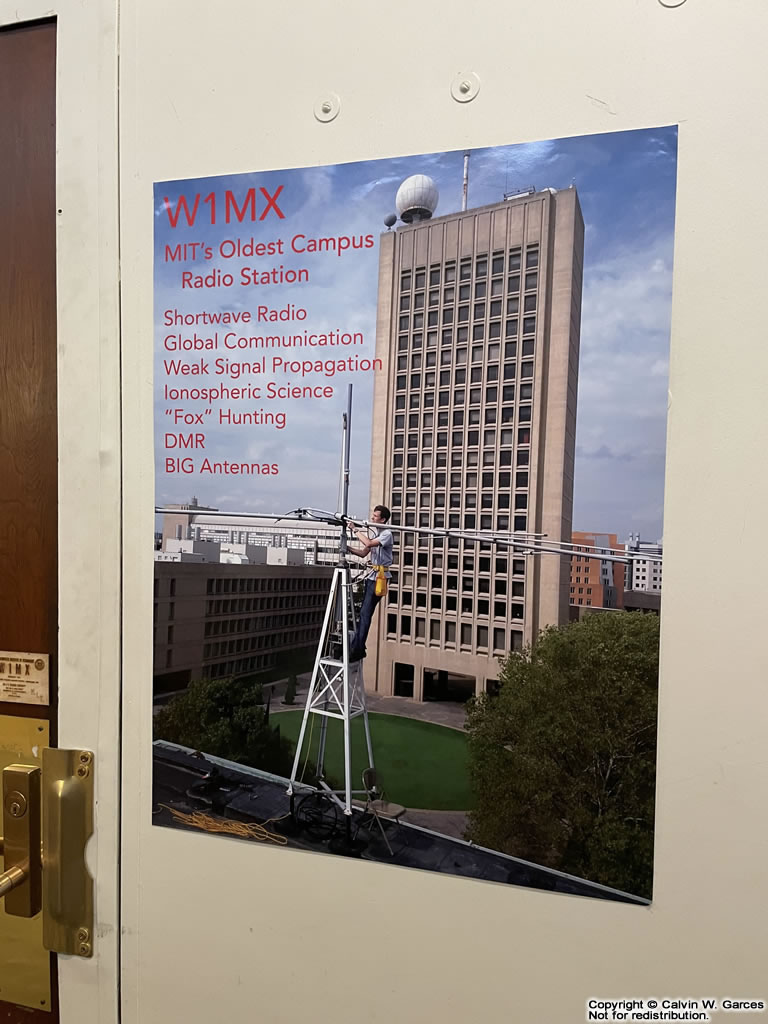 W1MX
MIT's Oldest Campus
Radio Station
Shortwave Radio
Global Communication
Weak Signal Propagation
Ionospheric Science
"Fox" Hunting
DMR
BIG Antennas
W1MX
Copyright © Calvin W. Garces
Not for redistribution.